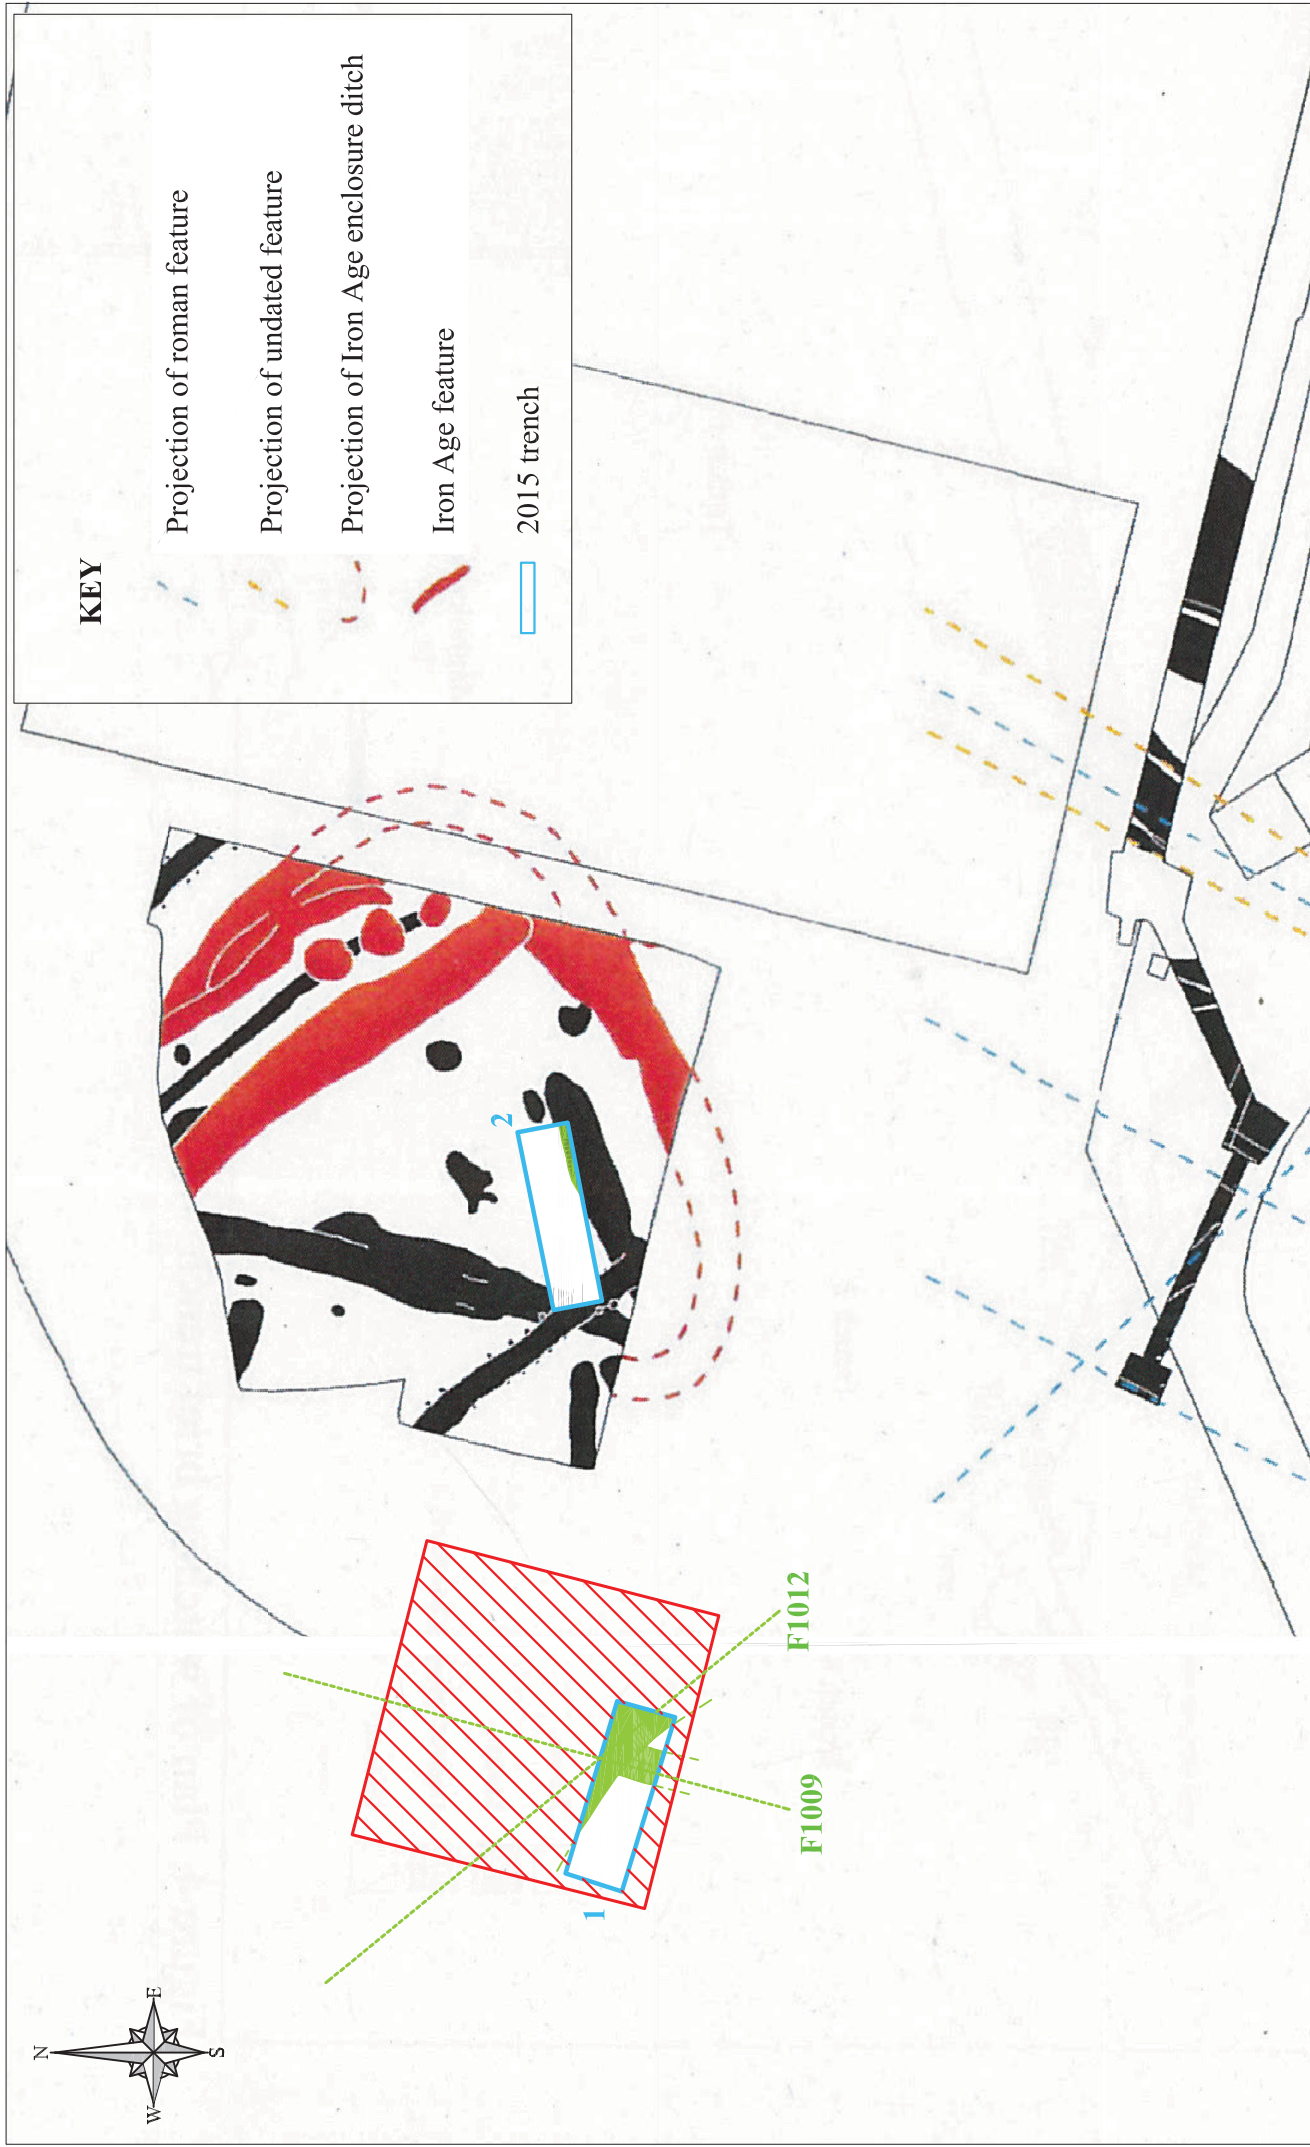 KEY
Projection of roman feature
Projection of undated feature
Projection of Iron Age enclosure ditch
Iron Age feature
2015 trench
2
1
F1012
F1009
N
W
E
S